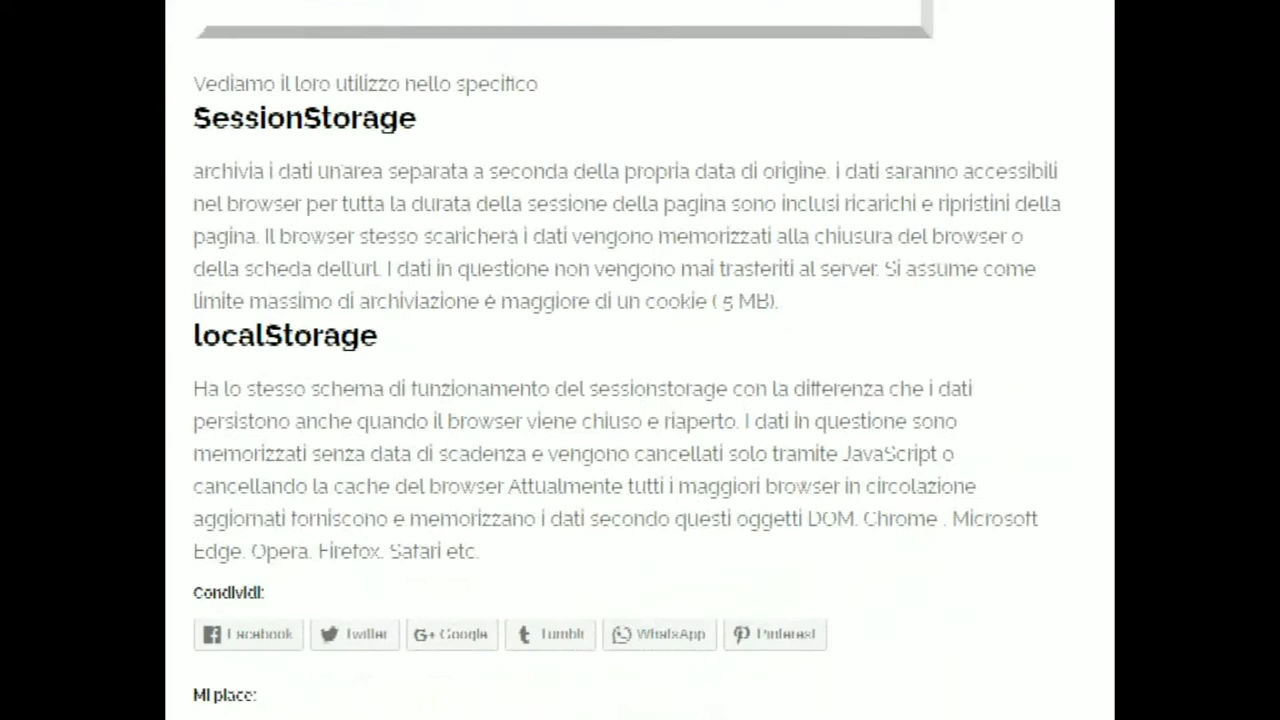 Vediamo il loro utilizzo nello specifico
SessionStorage
archivia i dati un'area separata a seconda della propria data di origine. i dati saranno accessibili
nel browser per tutta la durata della sessione della pagina sono inclusi ricarichi e ripristini della
pagina. Il browser stesso scaricherà i dati vengono memorizzati alla chiusura del browser o
della scheda dell'url. I dati in questione non vengono mai trasferiti al server. Si assume come
limite massimo di archiviazione è maggiore di un cookie ( 5 MB).
localStorage
Ha lo stesso schema di funzionamento del sessionstorage con la differenza che i dati
persistono anche quando il browser viene chiuso e riaperto. I dati in questione sono
memorizzati senza data di scadenza e vengono cancellati solo tramite JavaScript o
cancellando la cache del browser Attualmente tutti i maggiori browser in circolazione
aggiornati forniscono e memorizzano i dati secondo questi oggetti DOM. Chrome , Microsoft
Edge, Opera, Firefox, Safari etc.
Condividi:
Facebook Twitter G+ Google Tumblr WhatsApp Pinterest
Mi piace: